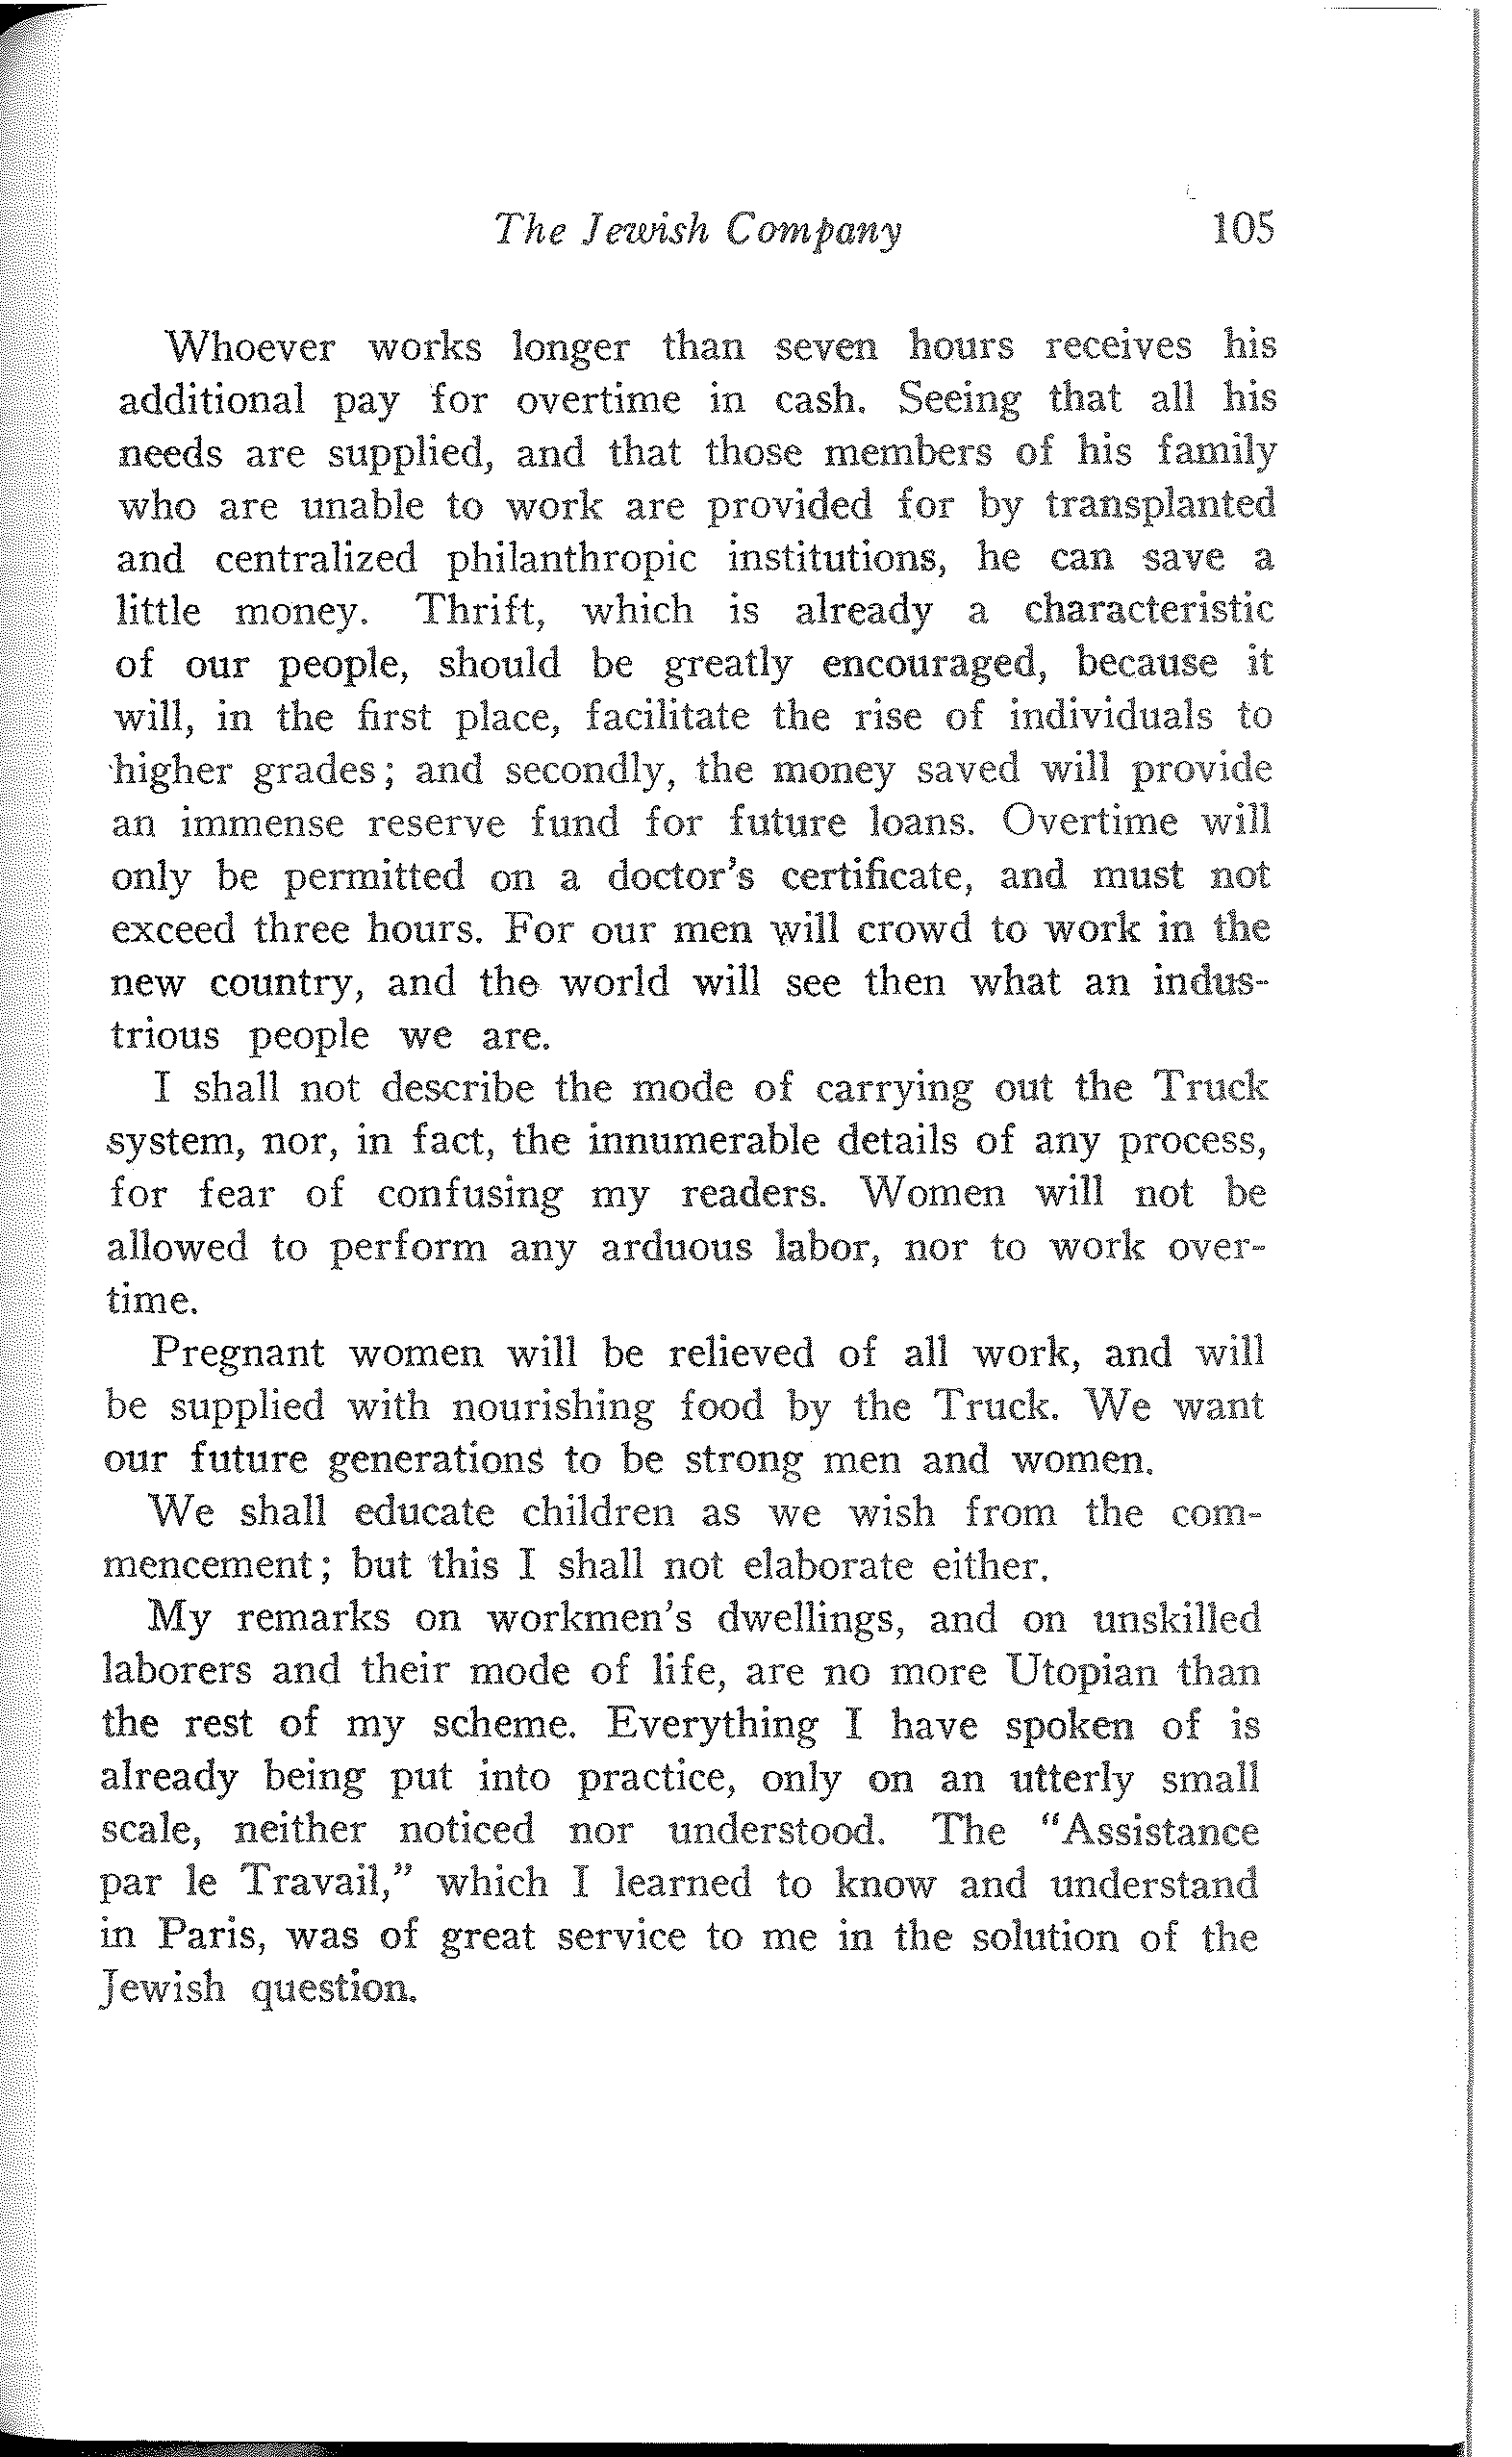 The Jewish Company 105
Whoever works longer than seven hours receives his
additional pay for overtime in cash. Seeing that all his
needs are supplied, and that those members of his family
who are unable to work are provided for by transplanted
and centralized philanthropic institutions, he can save a
little money. Thrift, which is already a characteristic
of our people, should be greatly encouraged, because it
will, in the first place, facilitate the rise of individuals to
higher grades; and secondly, the money saved will provide
an immense reserve fund for future loans. Overtime will
only be permitted on a doctor's certificate, and must not
exceed three hours. For our men will crowd to work in the
new country, and the world will see then what an indus-
trious people we are.
I shall not describe the mode of carrying out the Truck
system, nor, in fact, the innumerable details of any process,
for fear of confusing my readers. Women will not be
allowed to perform any arduous labor, nor to work over-
time.
Pregnant women will be relieved of all work, and will
be supplied with nourishing food by the Truck. We want
our future generations to be strong men and women.
We shall educate children as we wish from the com-
mencement; but this I shall not elaborate either.
My remarks on workmen's dwellings, and on unskilled
laborers and their mode of life, are no more Utopian than
the rest of my scheme. Everything I have spoken of is
already being put into practice, only on an utterly small
scale, neither noticed nor understood. The "Assistance
par le Travail," which I learned to know and understand
in Paris, was of great service to me in the solution of the
Jewish question.